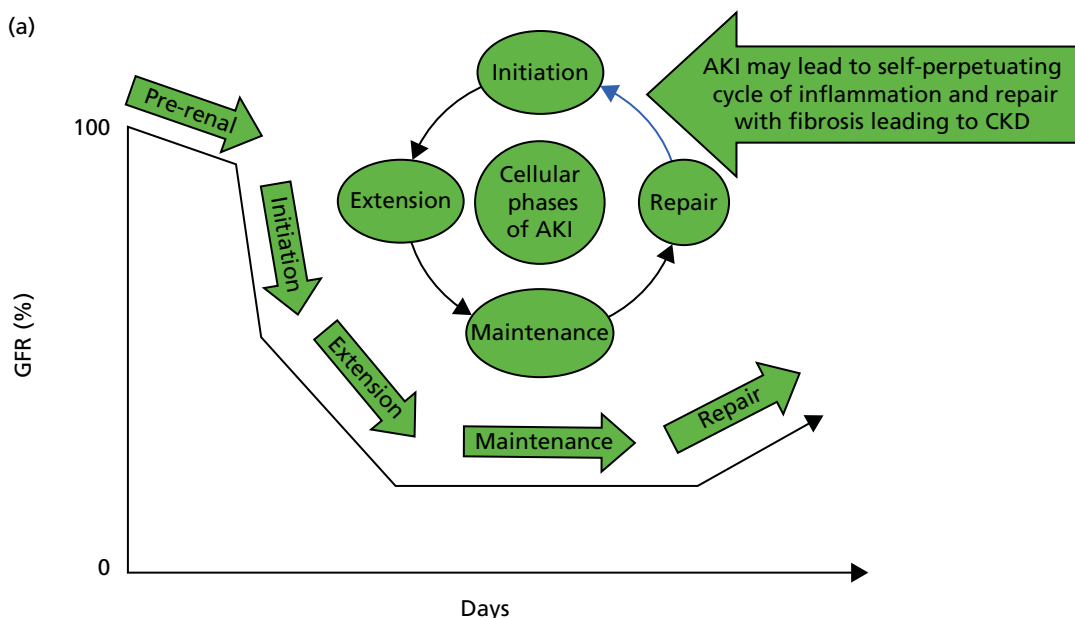 (a)
Initiation
AKI may lead to self-perpetuating
cycle of inflammation and repair
with fibrosis leading to CKD
Pre-renal
100
Extension
Cellular
phases
of AKI
Repair
Initiation
GFR (%)
Maintenance
Extension
Maintenance
Repair
0
Days